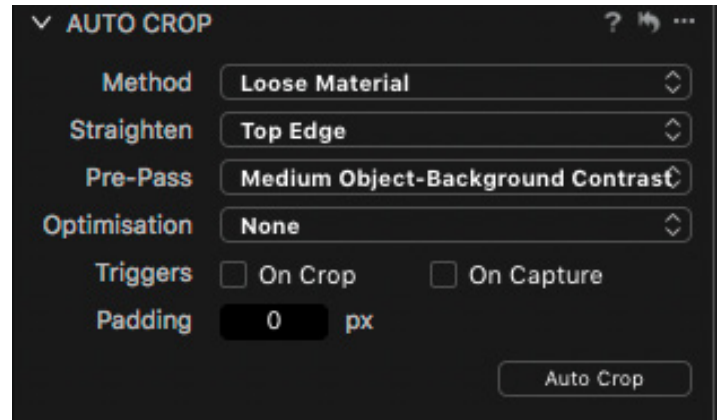 AUTO CROP ? ...
Method Loose Material
Straighten Top Edge
Pre-Pass Medium Object-Background Contrast
Optimisation None
Triggers On Crop On Capture
Padding 0 px
Auto Crop